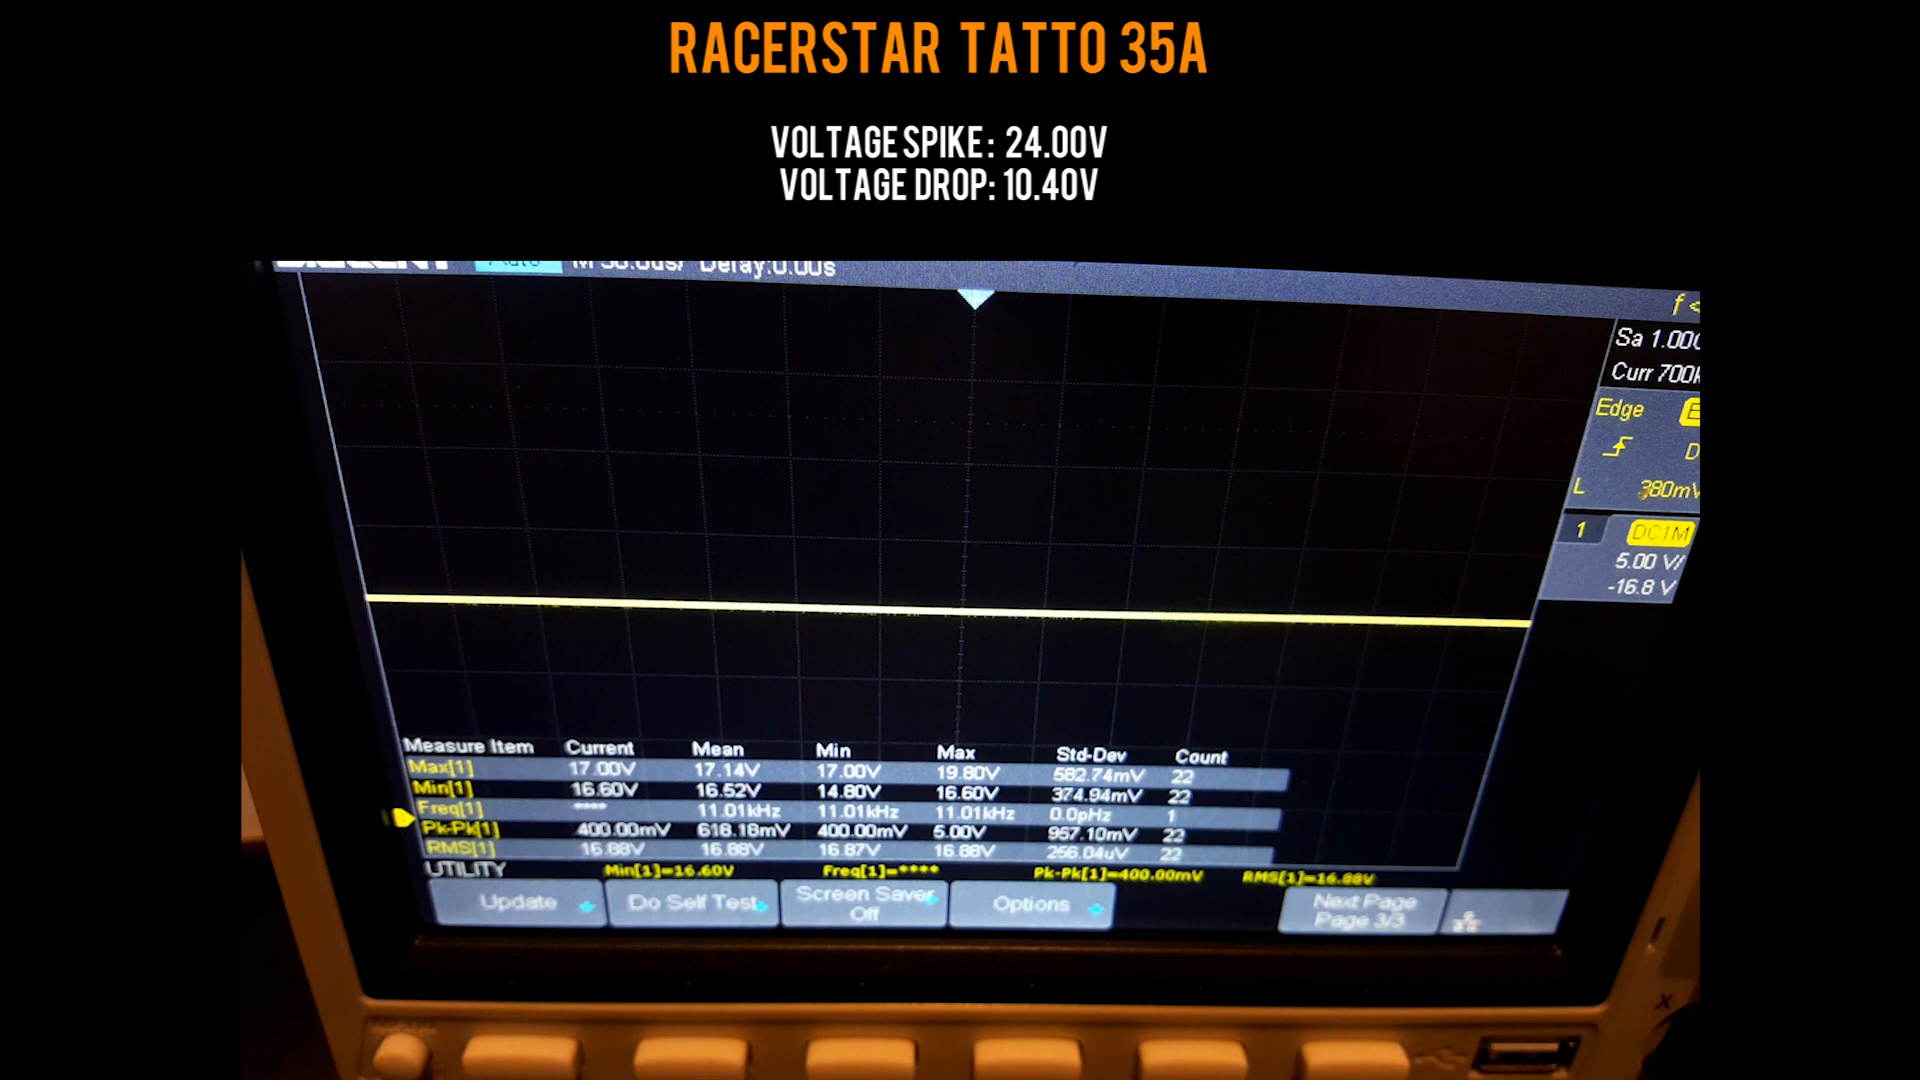 RACERSTAR TATTO 35A
VOLTAGE SPIKE: 24.00V
VOLTAGE DROP: 10.40V
Delay:0.00s
Sa 1.00
Curr 700k
Edge
L 380mV
1 DC1M
5.00 V/
-16.8 V
Measure Item Current Mean Min Max Std-Dev Count
Max[1] 17.00V 17.14V 17.00V 19.80V 582.74mV 22
Min[1] 16.60V 16.52V 14.80V 16.60V 374.94mV 22
Freq[1] **** 11.01kHz 11.01kHz 11.01kHz 0.0pHz 1
Pk-Pk[1] 400.00mV 618.18mV 400.00mV 5.00V 957.10mV 22
RMS[1] 16.88V 16.88V 16.87V 16.88V 256.04uV 22
UTILITY Min[1]=16.60V Freq[1]=**** Pk-Pk[1]=400.00mV RMS[1]=16.88V
Update Do Self Test Screen Saver Options Next Page
Off Page 3/3